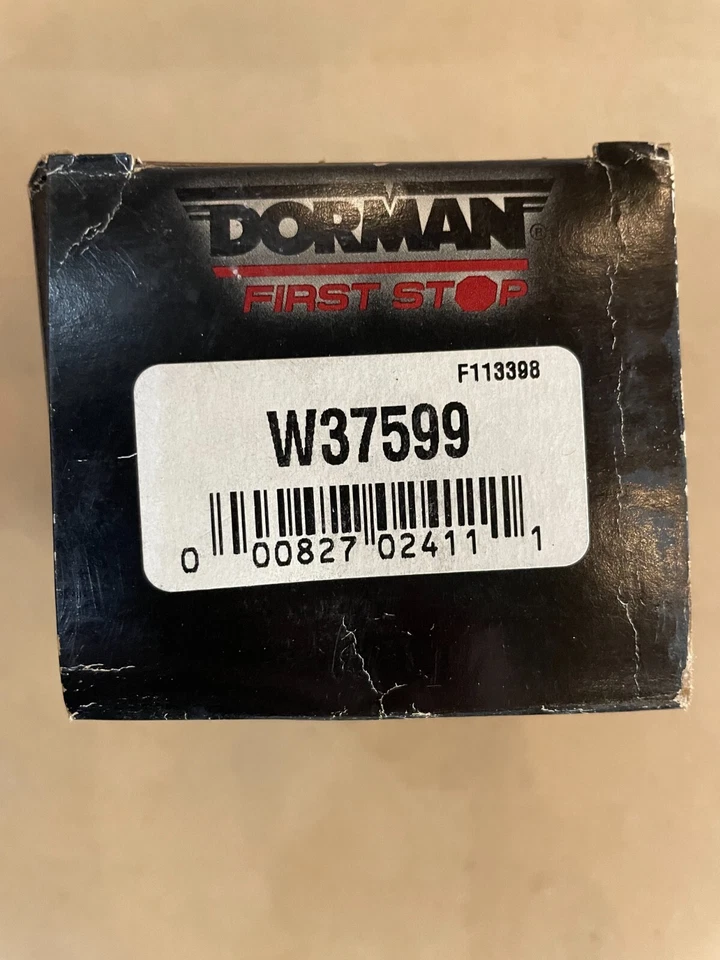 DORMAN®
FIRST STOP
F113398
W37599
0 00827 02411 1